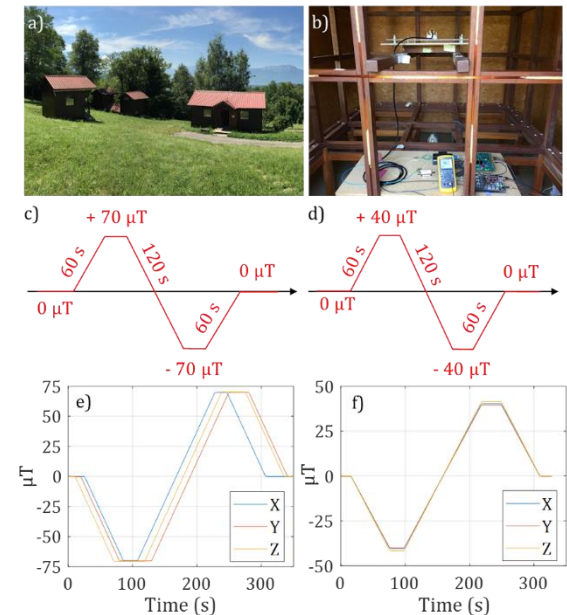 a)
b)
c)
+ 70 μT
60 s
120 s
0 μT
60 s
0 μT
- 70 μT
d)
+ 40 μT
60 s
120 s
0 μT
60 s
0 μT
- 40 μT
e)
μT
75
50
25
0
-25
-50
-75
X
Y
Z
0
100
200
300
Time (s)
f)
50
25
0
-25
-50
X
Y
Z
0
100
200
300
Time (s)